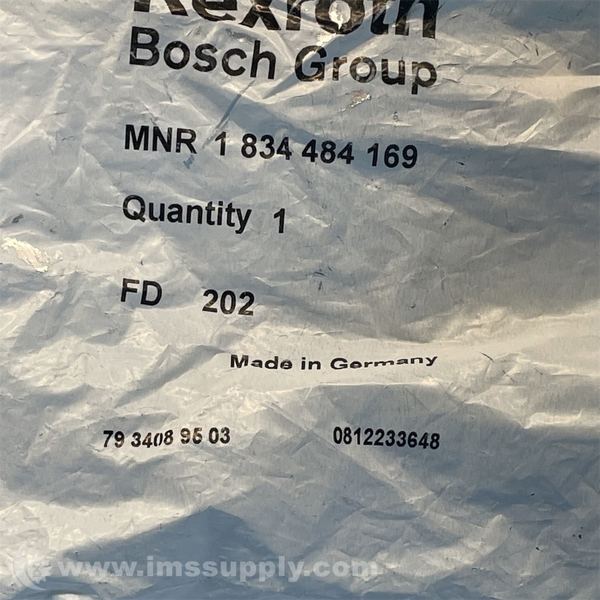 Rexroth
Bosch Group
MNR 1 834 484 169
Quantity 1
FD 202
Made in Germany
79 3408 95 03 0812233648
www.imssupply.com